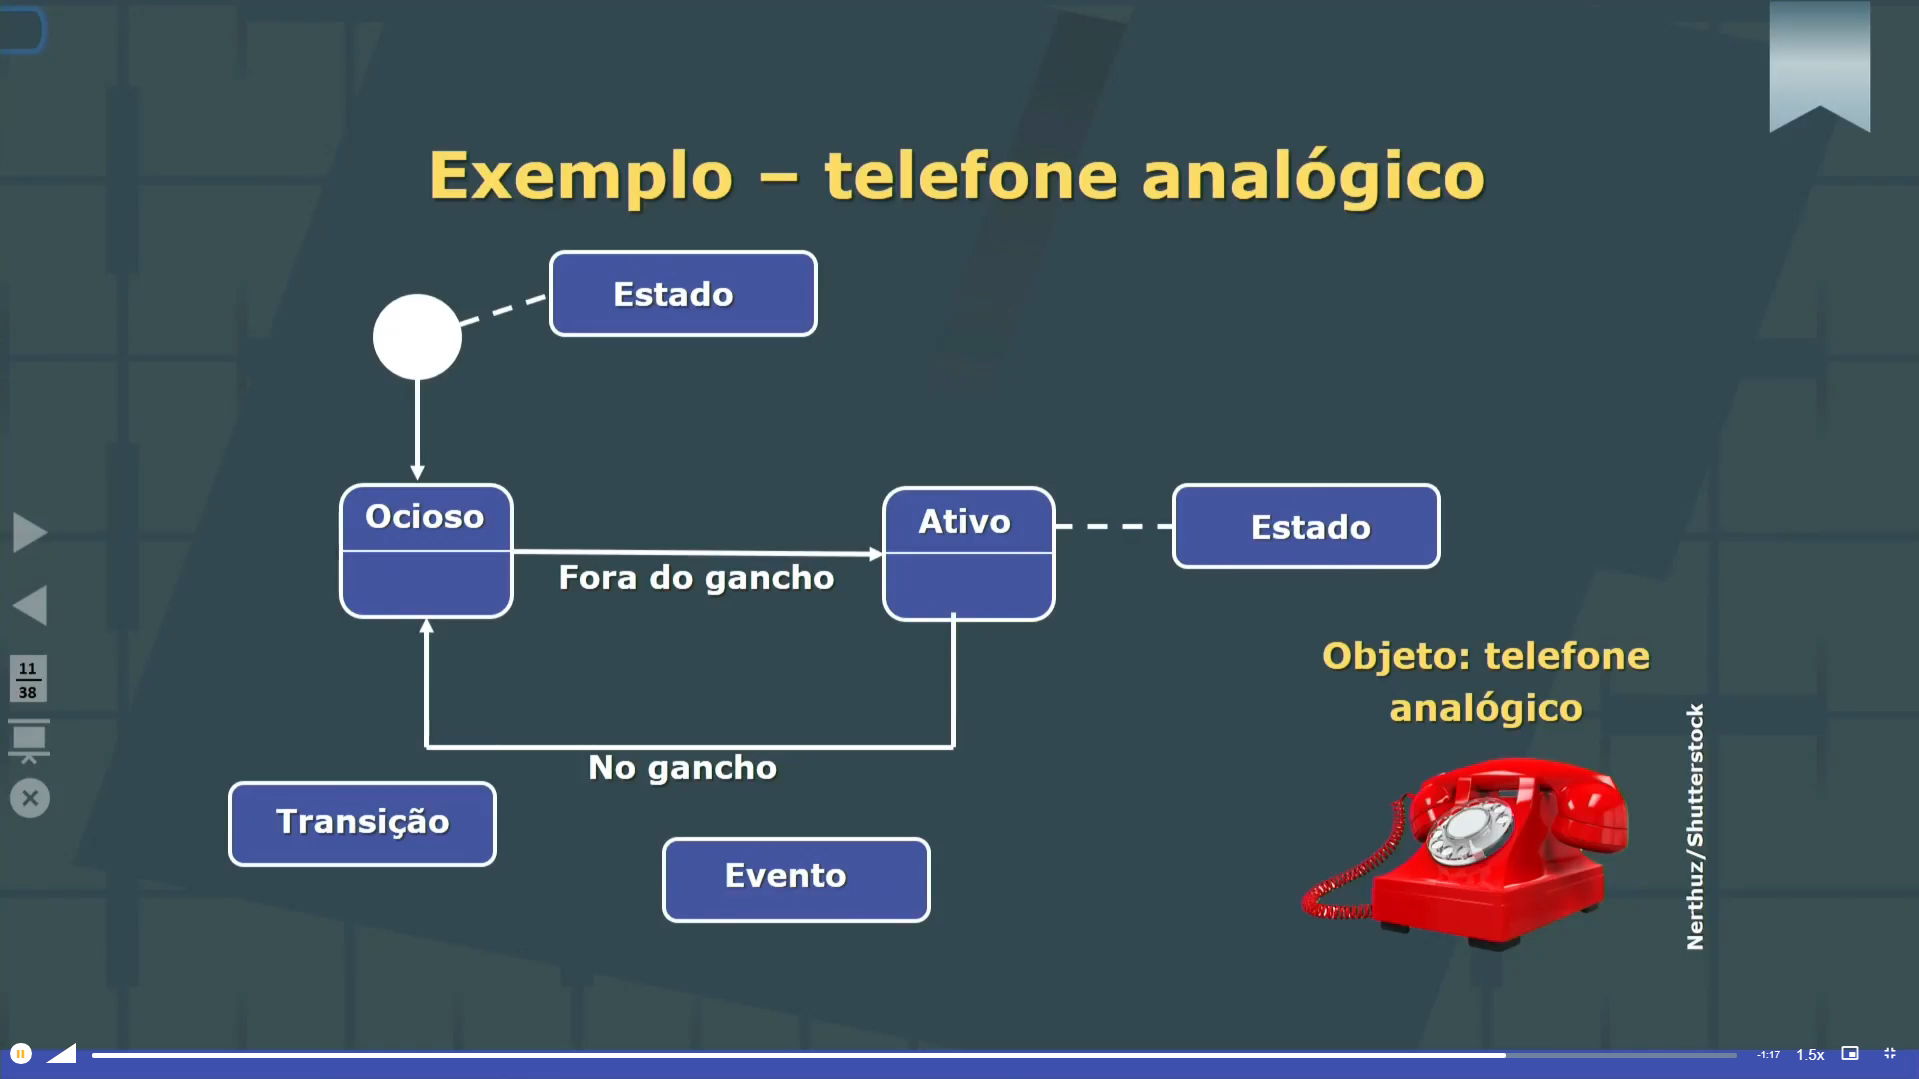 Exemplo – telefone analógico
Estado
Ocioso
Ativo
Estado
Fora do gancho
No gancho
Transição
Evento
Objeto: telefone
analógico
Nerthuz/Shutterstock
11
38
-1:17
1.5x